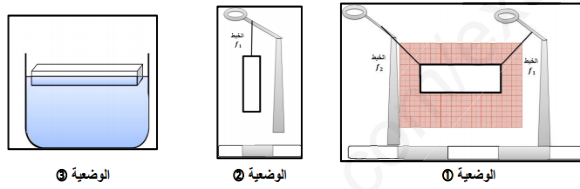 الخيط
f₂
الخيط
f₁
الوضعية ①
الخيط
f₁
الوضعية ②
الوضعية ③